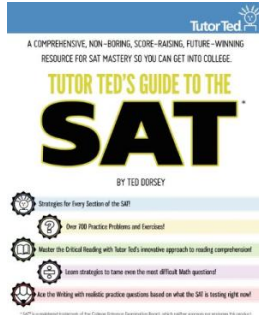 Tutor Ted
A COMPREHENSIVE, NON-BORING, SCORE-RAISING, FUTURE-WINNING
RESOURCE FOR SAT MASTERY SO YOU CAN GET INTO COLLEGE.
TUTOR TED'S GUIDE TO THE
SAT*
BY TED DORSEY
Strategies for Every Section of the SAT!
Over 700 Practice Problems and Exercises!
Master the Critical Reading with Tutor Ted's innovative approach to reading comprehension!
Learn strategies to tame even the most difficult Math questions!
Ace the Writing with realistic practice questions based on what the SAT is testing right now!